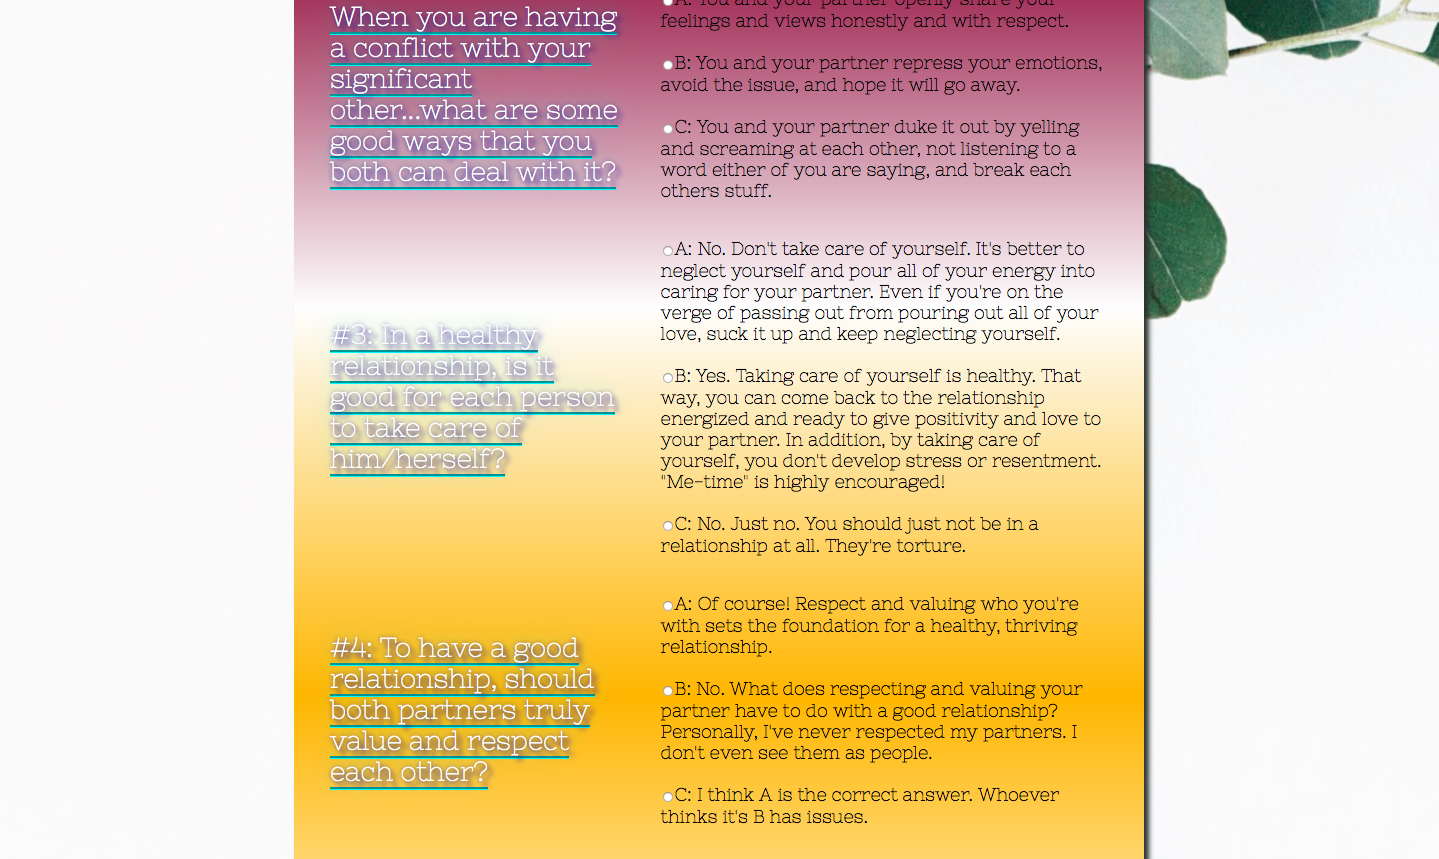 When you are having
a conflict with your
significant
other...what are some
good ways that you
both can deal with it?
A: You and your partner openly share your
feelings and views honestly and with respect.
B: You and your partner repress your emotions,
avoid the issue, and hope it will go away.
C: You and your partner duke it out by yelling
and screaming at each other, not listening to a
word either of you are saying, and break each
others stuff.
#3: In a healthy
relationship, is it
good for each person
to take care of
him/herself?
A: No. Don't take care of yourself. It's better to
neglect yourself and pour all of your energy into
caring for your partner. Even if you're on the
verge of passing out from pouring out all of your
love, suck it up and keep neglecting yourself.
B: Yes. Taking care of yourself is healthy. That
way, you can come back to the relationship
energized and ready to give positivity and love to
your partner. In addition, by taking care of
yourself, you don't develop stress or resentment.
"Me-time" is highly encouraged!
C: No. Just no. You should just not be in a
relationship at all. They're torture.
#4: To have a good
relationship, should
both partners truly
value and respect
each other?
A: Of course! Respect and valuing who you're
with sets the foundation for a healthy, thriving
relationship.
B: No. What does respecting and valuing your
partner have to do with a good relationship?
Personally, I've never respected my partners. I
don't even see them as people.
C: I think A is the correct answer. Whoever
thinks it's B has issues.